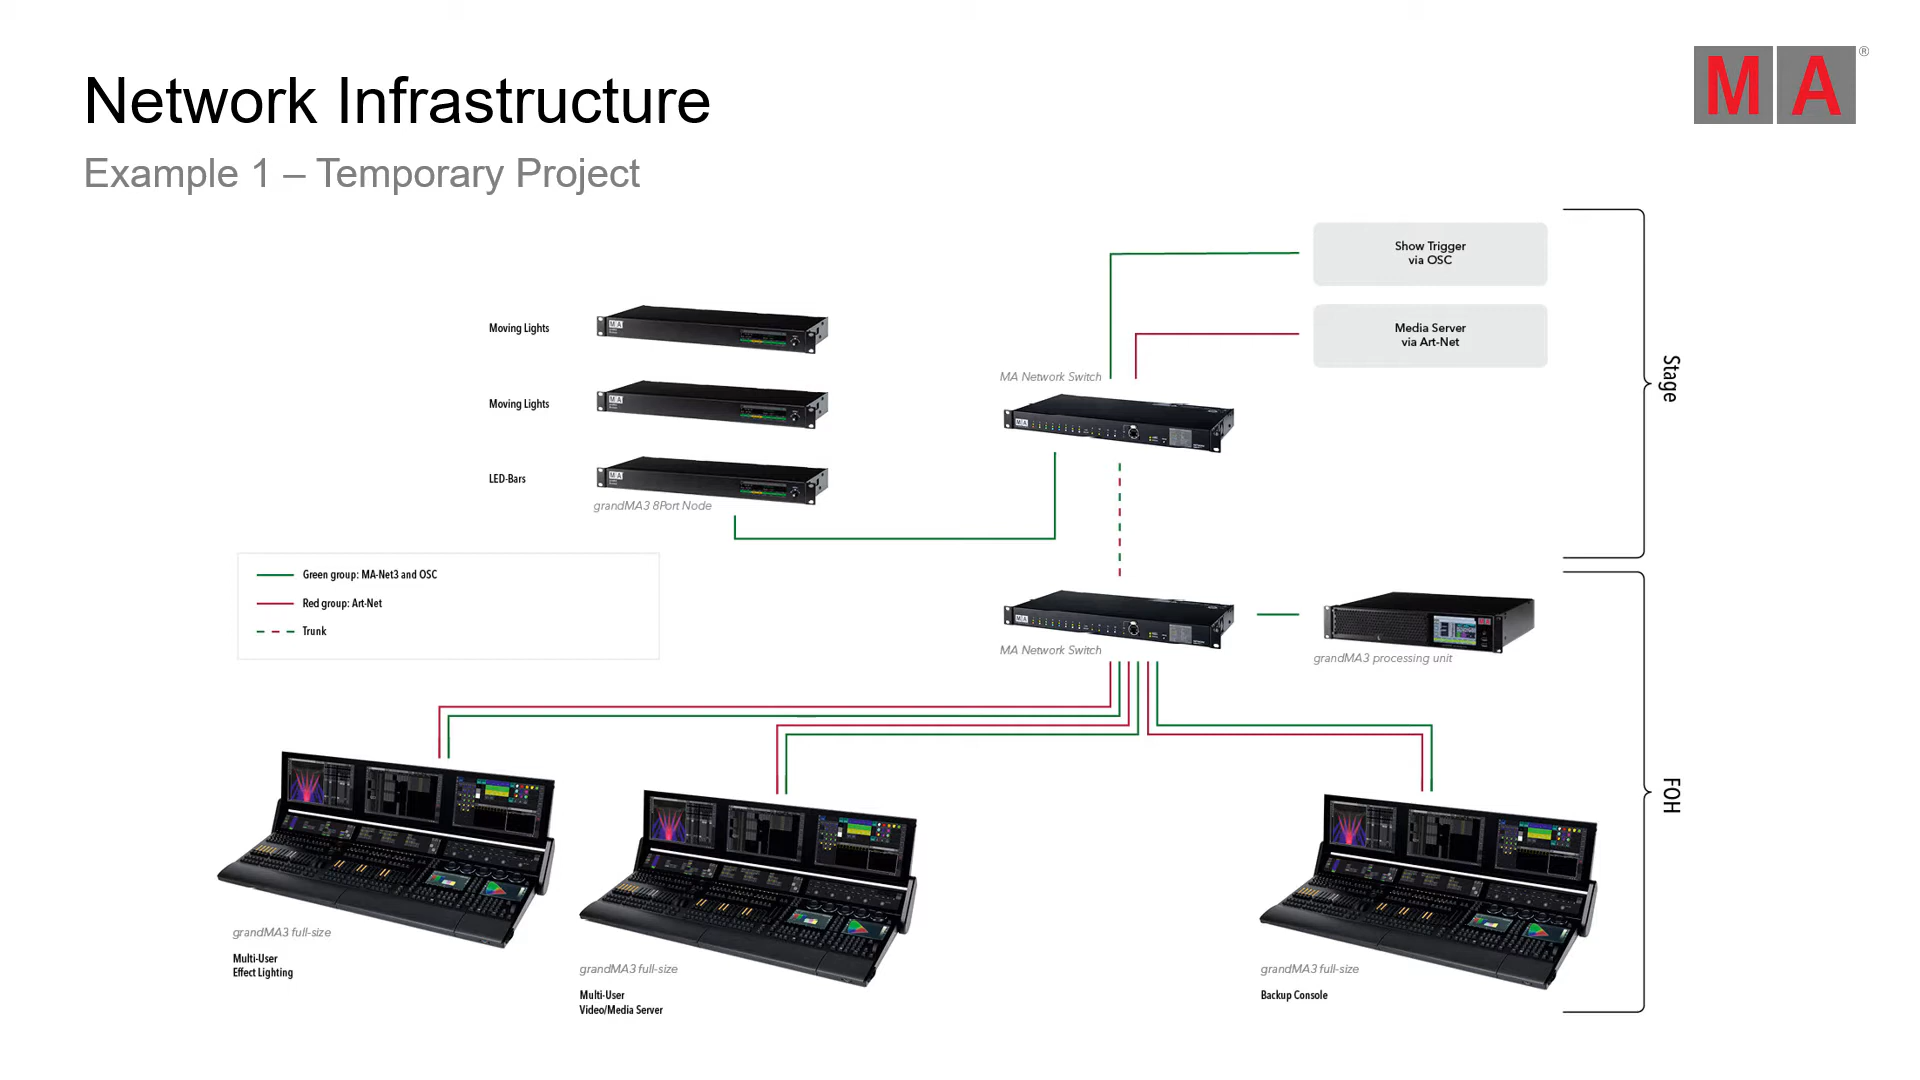 Network Infrastructure
MA®
Example 1 – Temporary Project
Show Trigger
via OSC
Media Server
via Art-Net
Moving Lights
Moving Lights
LED-Bars
grandMA3 8Port Node
MA Network Switch
Stage
Green group: MA-Net3 and OSC
Red group: Art-Net
Trunk
MA Network Switch
grandMA3 processing unit
FOH
grandMA3 full-size
Multi-User
Effect Lighting
grandMA3 full-size
Multi-User
Video/Media Server
grandMA3 full-size
Backup Console